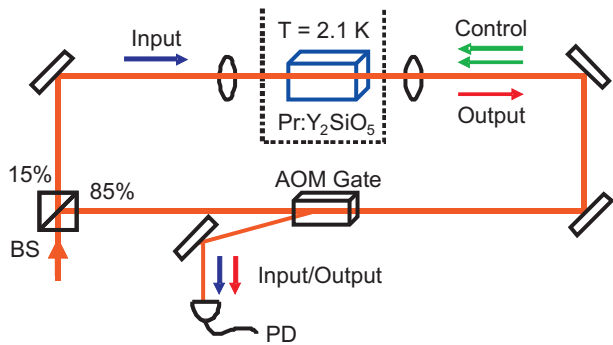 Input
T = 2.1 K
Control
Pr:Y₂SiO₅
Output
15%
85%
AOM Gate
BS
Input/Output
PD